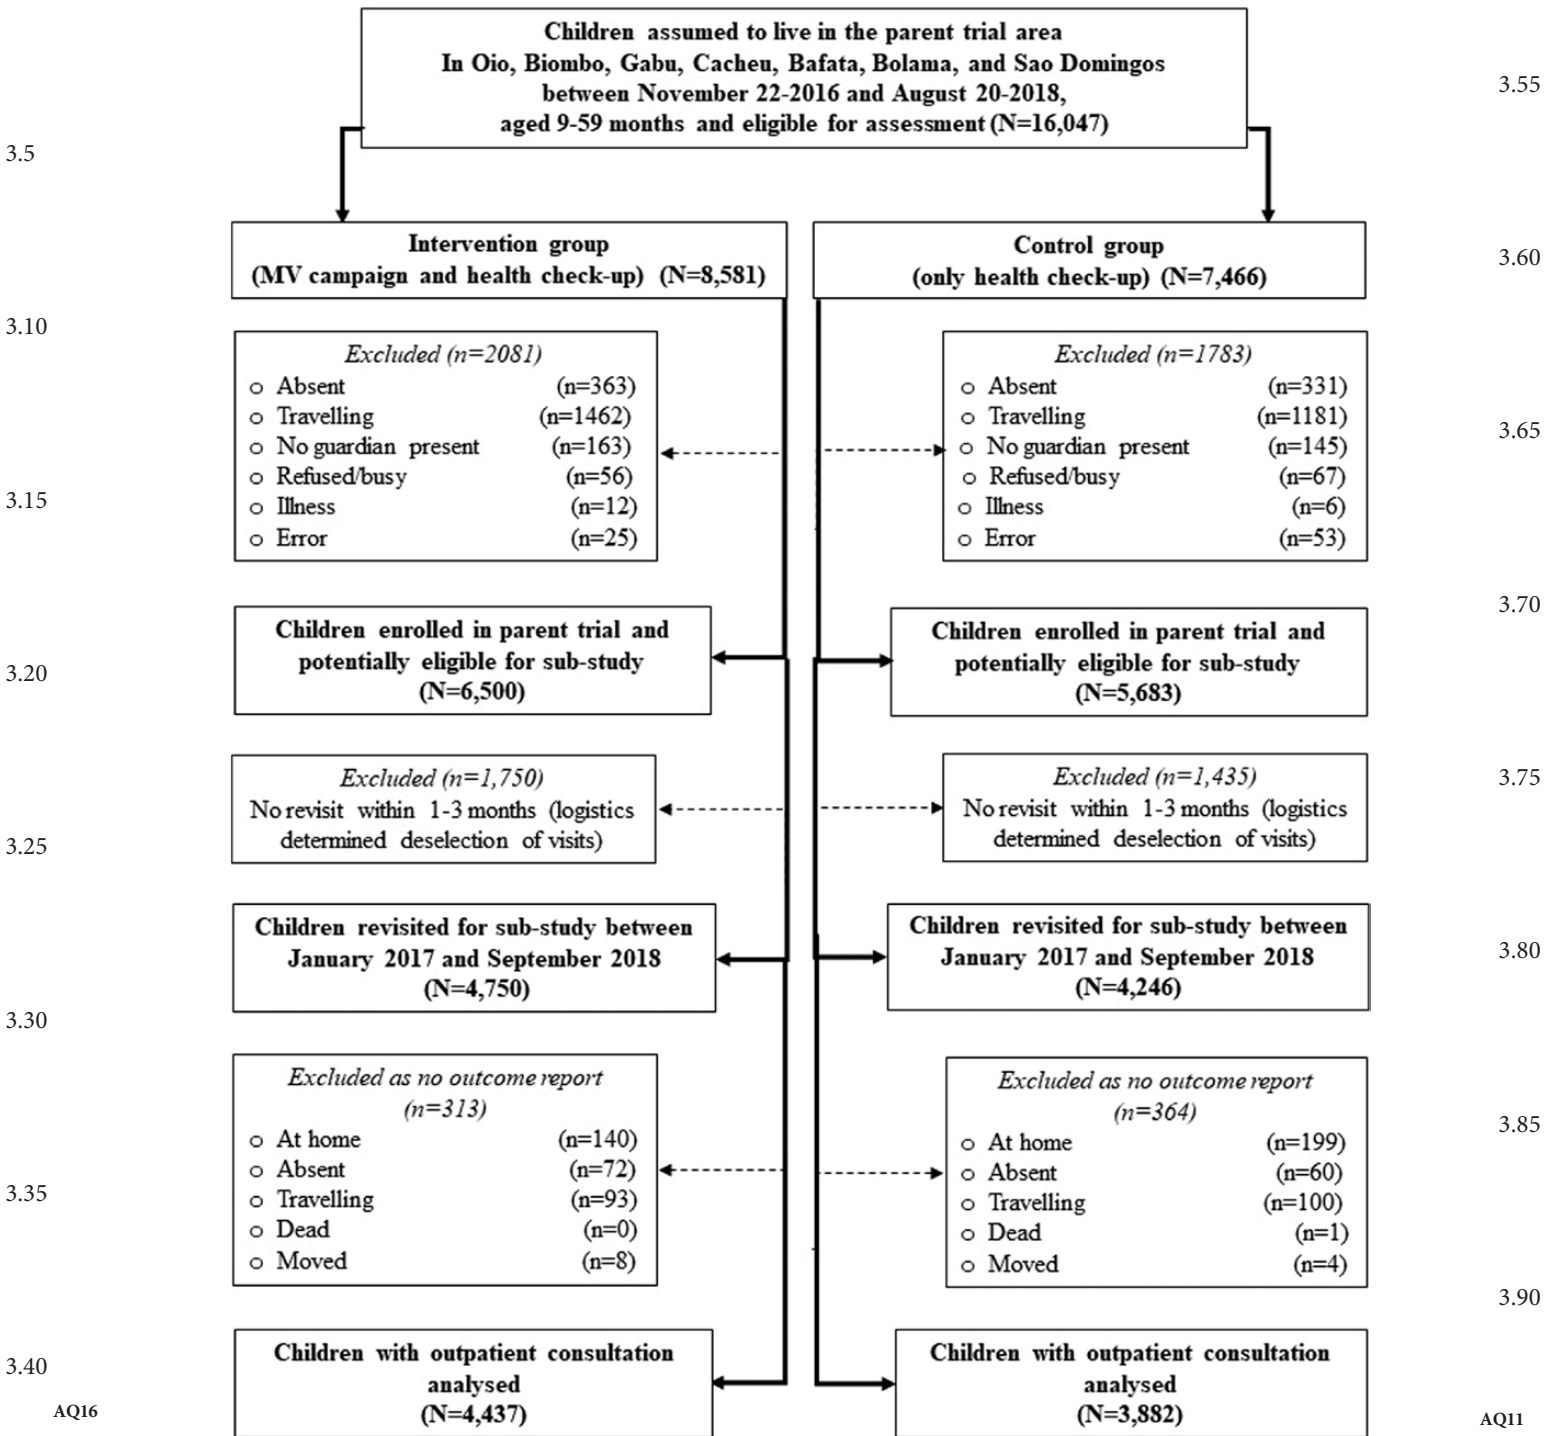 Children assumed to live in the parent trial area
In Oio, Biombo, Gabu, Cacheu, Bafata, Bolama, and Sao Domingos
between November 22-2016 and August 20-2018,
aged 9-59 months and eligible for assessment (N=16,047)
Intervention group
(MV campaign and health check-up) (N=8,581)
Control group
(only health check-up) (N=7,466)
Excluded (n=2081)
o Absent (n=363)
o Travelling (n=1462)
o No guardian present (n=163)
o Refused/busy (n=56)
o Illness (n=12)
o Error (n=25)
Excluded (n=1783)
o Absent (n=331)
o Travelling (n=1181)
o No guardian present (n=145)
o Refused/busy (n=67)
o Illness (n=6)
o Error (n=53)
Children enrolled in parent trial and
potentially eligible for sub-study
(N=6,500)
Children enrolled in parent trial and
potentially eligible for sub-study
(N=5,683)
Excluded (n=1,750)
No revisit within 1-3 months (logistics
determined deselection of visits)
Excluded (n=1,435)
No revisit within 1-3 months (logistics
determined deselection of visits)
Children revisited for sub-study between
January 2017 and September 2018
(N=4,750)
Children revisited for sub-study between
January 2017 and September 2018
(N=4,246)
Excluded as no outcome report
(n=313)
o At home (n=140)
o Absent (n=72)
o Travelling (n=93)
o Dead (n=0)
o Moved (n=8)
Excluded as no outcome report
(n=364)
o At home (n=199)
o Absent (n=60)
o Travelling (n=100)
o Dead (n=1)
o Moved (n=4)
Children with outpatient consultation
analysed
(N=4,437)
Children with outpatient consultation
analysed
(N=3,882)
3.5
3.10
3.15
3.20
3.25
3.30
3.35
3.40
AQ16
3.55
3.60
3.65
3.70
3.75
3.80
3.85
3.90
AQ11